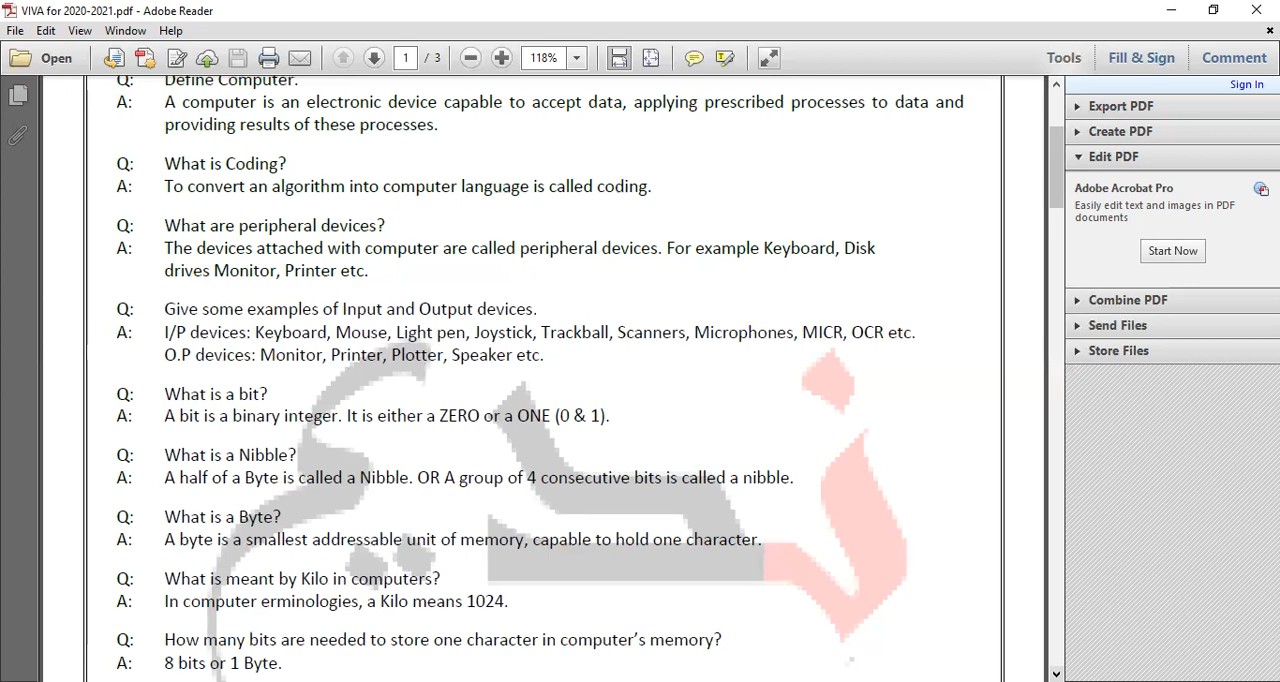 VIVA for 2020-2021.pdf - Adobe Reader
File Edit View Window Help
Open 1 / 3 118% Tools Fill & Sign Comment
Sign In
Q: Define Computer.
A: A computer is an electronic device capable to accept data, applying prescribed processes to data and
providing results of these processes.
Q: What is Coding?
A: To convert an algorithm into computer language is called coding.
Q: What are peripheral devices?
A: The devices attached with computer are called peripheral devices. For example Keyboard, Disk
drives Monitor, Printer etc.
Q: Give some examples of Input and Output devices.
A: I/P devices: Keyboard, Mouse, Light pen, Joystick, Trackball, Scanners, Microphones, MICR, OCR etc.
O.P devices: Monitor, Printer, Plotter, Speaker etc.
Q: What is a bit?
A: A bit is a binary integer. It is either a ZERO or a ONE (0 & 1).
Q: What is a Nibble?
A: A half of a Byte is called a Nibble. OR A group of 4 consecutive bits is called a nibble.
Q: What is a Byte?
A: A byte is a smallest addressable unit of memory, capable to hold one character.
Q: What is meant by Kilo in computers?
A: In computer erminologies, a Kilo means 1024.
Q: How many bits are needed to store one character in computer's memory?
A: 8 bits or 1 Byte.
Export PDF
Create PDF
Edit PDF
Adobe Acrobat Pro
Easily edit text and images in PDF
documents
Start Now
Combine PDF
Send Files
Store Files